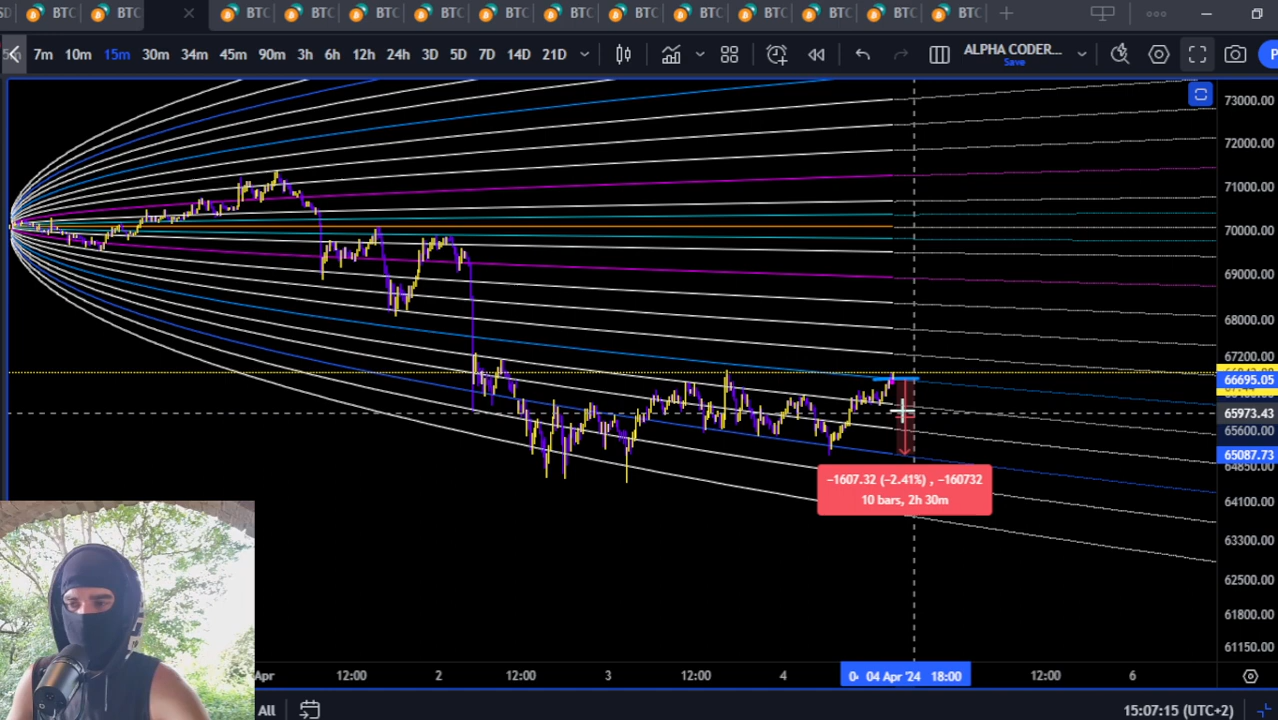 BTC
BTC
BTC
BTC
BTC
BTC
BTC
BTC
BTC
BTC
BTC
BTC
BTC
BTC
7m 10m 15m 30m 34m 45m 90m 3h 6h 12h 24h 3D 5D 7D 14D 21D
ALPHA CODER...
Save
73000.00
72000.00
71000.00
70000.00
69000.00
68000.00
67200.00
66695.05
65973.43
65600.00
65087.73
64850.00
64100.00
63300.00
62500.00
61800.00
61150.00
−1607.32 (−2.41%) , −160732
10 bars, 2h 30m
Apr 12:00 2 12:00 3 12:00 4 04 Apr '24 18:00 12:00 6
All
15:07:15 (UTC+2)